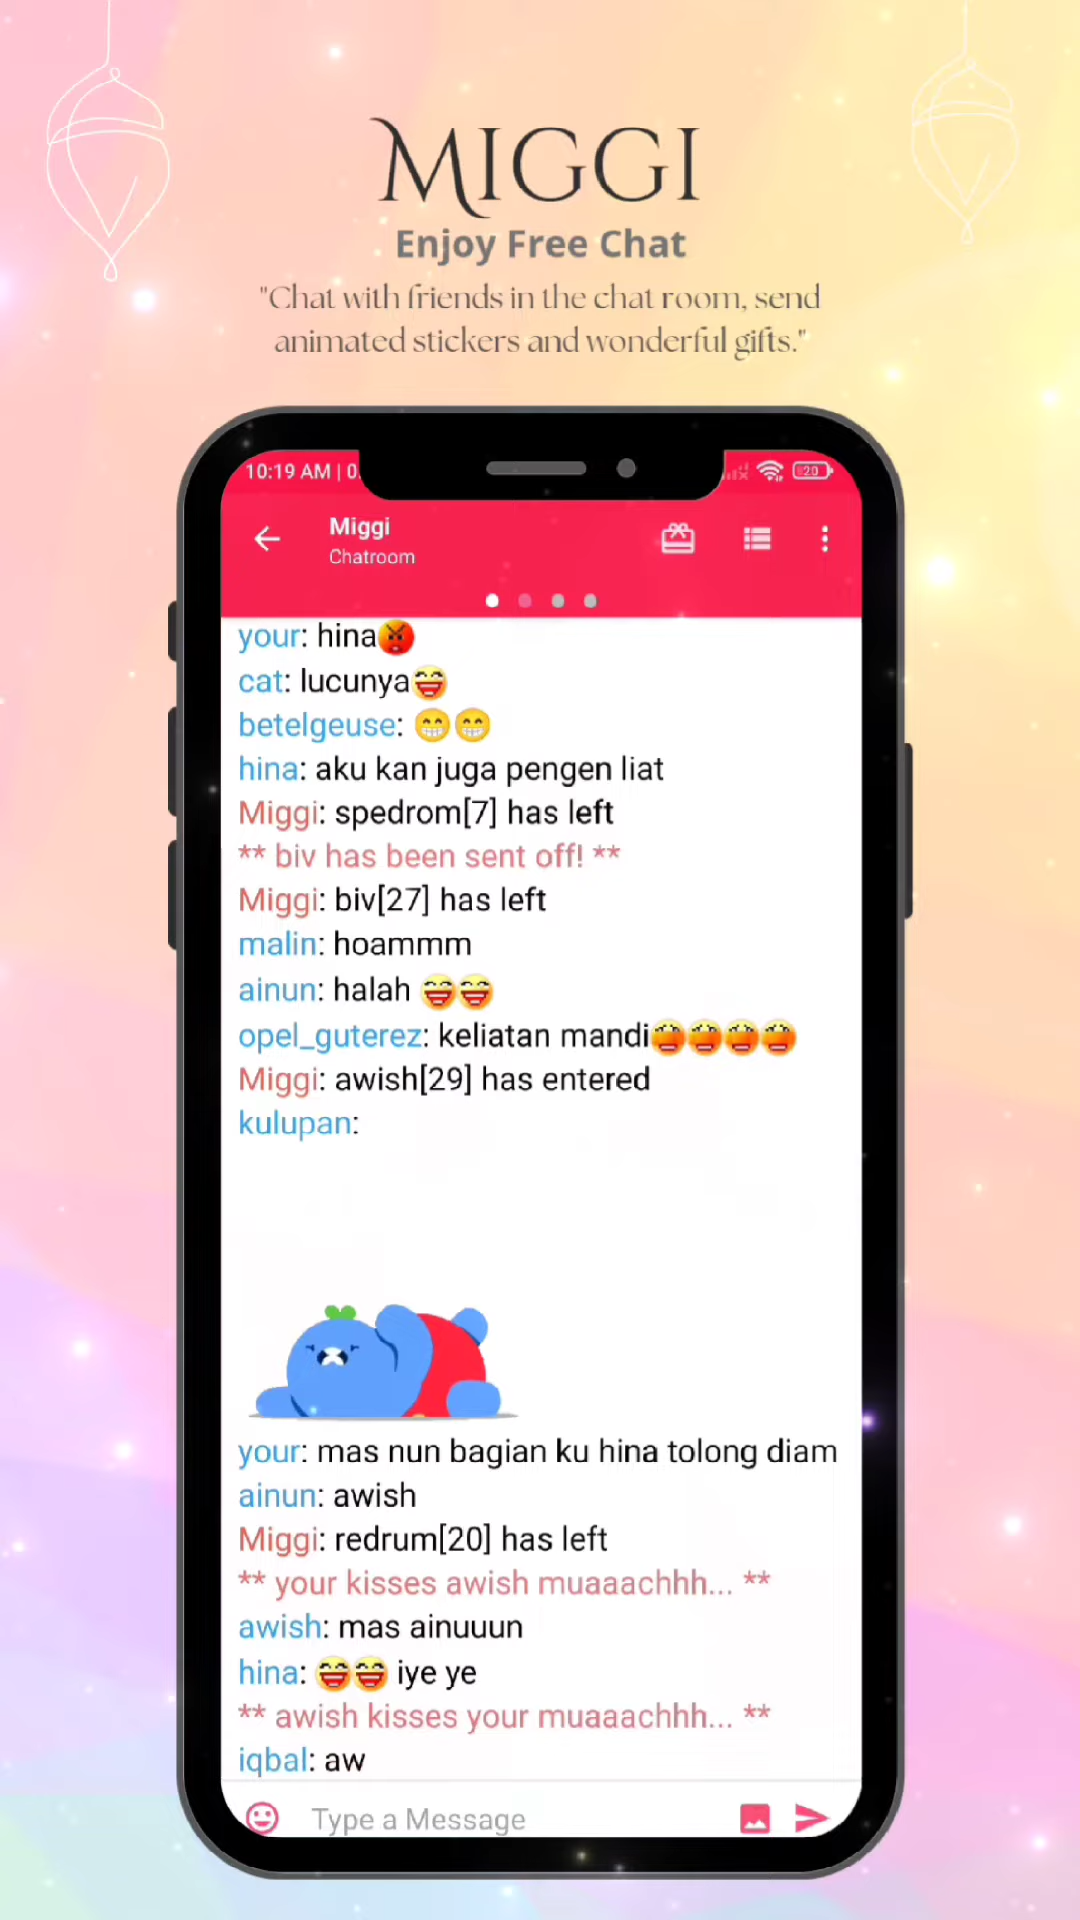 MIGGI
Enjoy Free Chat
"Chat with friends in the chat room, send
animated stickers and wonderful gifts."
10:19 AM | 0.
20
Miggi
Chatroom
your: hina😡
cat: lucunya😆
betelgeuse: 😁😁
hina: aku kan juga pengen liat
Miggi: spedrom[7] has left
** biv has been sent off! **
Miggi: biv[27] has left
malin: hoammm
ainun: halah 😆😆
opel_guterez: keliatan mandi😄😄😄😄
Miggi: awish[29] has entered
kulupan:
your: mas nun bagian ku hina tolong diam
ainun: awish
Miggi: redrum[20] has left
** your kisses awish muaaachhh... **
awish: mas ainuuun
hina: 😆😆 iye ye
** awish kisses your muaaachhh... **
iqbal: aw
Type a Message